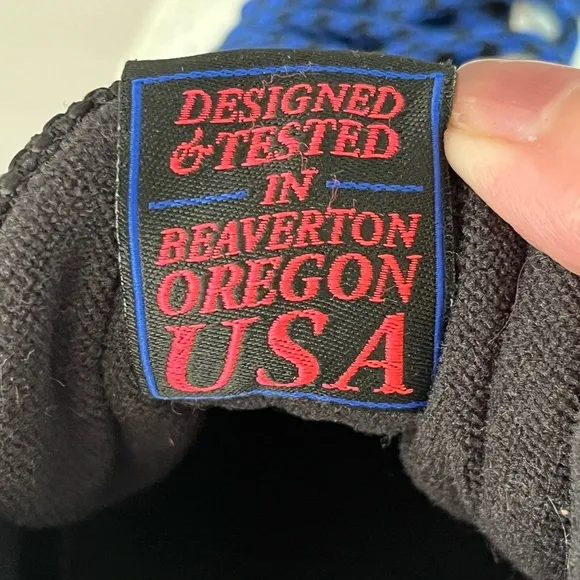 DESIGNED
& TESTED
IN
BEAVERTON
OREGON
USA